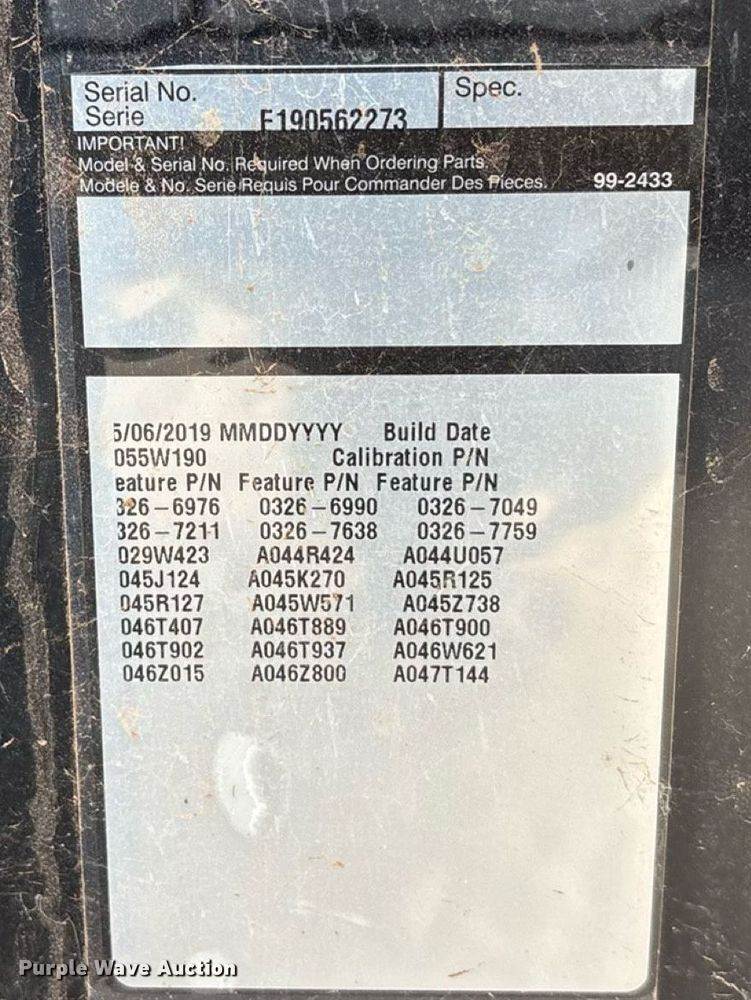 Serial No.
Serie
E190562273
Spec.
IMPORTANT!
Model & Serial No. Required When Ordering Parts.
Modele & No. Serie Requis Pour Commander Des Pieces.
99-2433
5/06/2019 MMDDYYYY Build Date
055W190 Calibration P/N
eature P/N Feature P/N Feature P/N
326-6976 0326-6990 0326-7049
326-7211 0326-7638 0326-7759
029W423 A044R424 A044U057
045J124 A045K270 A045R125
045R127 A045W571 A045Z738
046T407 A046T889 A046T900
046T902 A046T937 A046W621
046Z015 A046Z800 A047T144
Purple Wave Auction